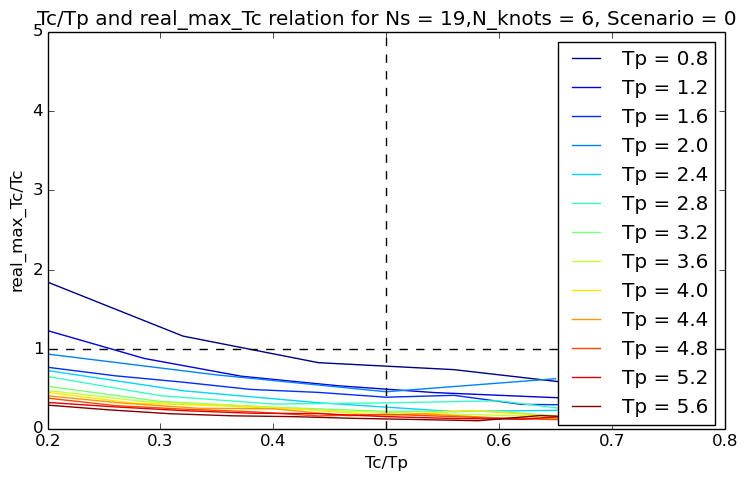 Tc/Tp and real_max_Tc relation for Ns = 19,N_knots = 6, Scenario = 0
5
4
3
2
1
0
real_max_Tc/Tc
0.2 0.3 0.4 0.5 0.6 0.7 0.8
Tc/Tp
Tp = 0.8
Tp = 1.2
Tp = 1.6
Tp = 2.0
Tp = 2.4
Tp = 2.8
Tp = 3.2
Tp = 3.6
Tp = 4.0
Tp = 4.4
Tp = 4.8
Tp = 5.2
Tp = 5.6